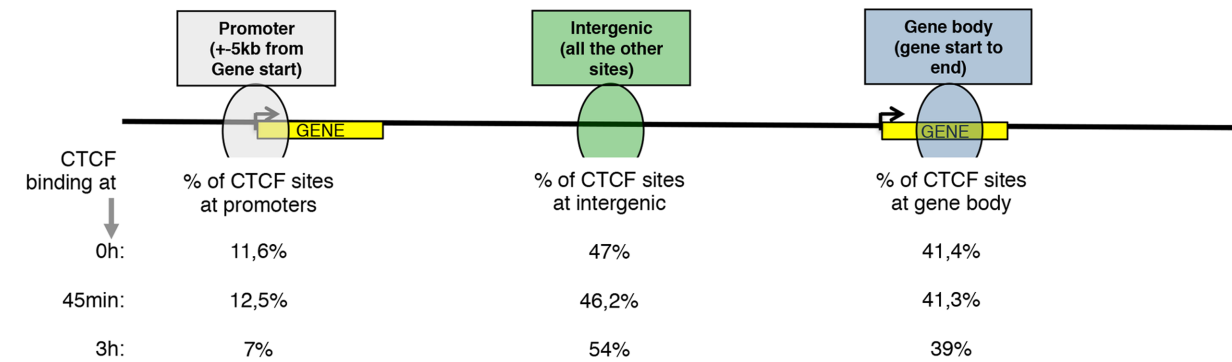 Promoter
(+-5kb from
Gene start)
Intergenic
(all the other
sites)
Gene body
(gene start to
end)
GENE
GENE
CTCF
binding at
% of CTCF sites
at promoters
% of CTCF sites
at intergenic
% of CTCF sites
at gene body
0h: 11,6% 47% 41,4%
45min: 12,5% 46,2% 41,3%
3h: 7% 54% 39%